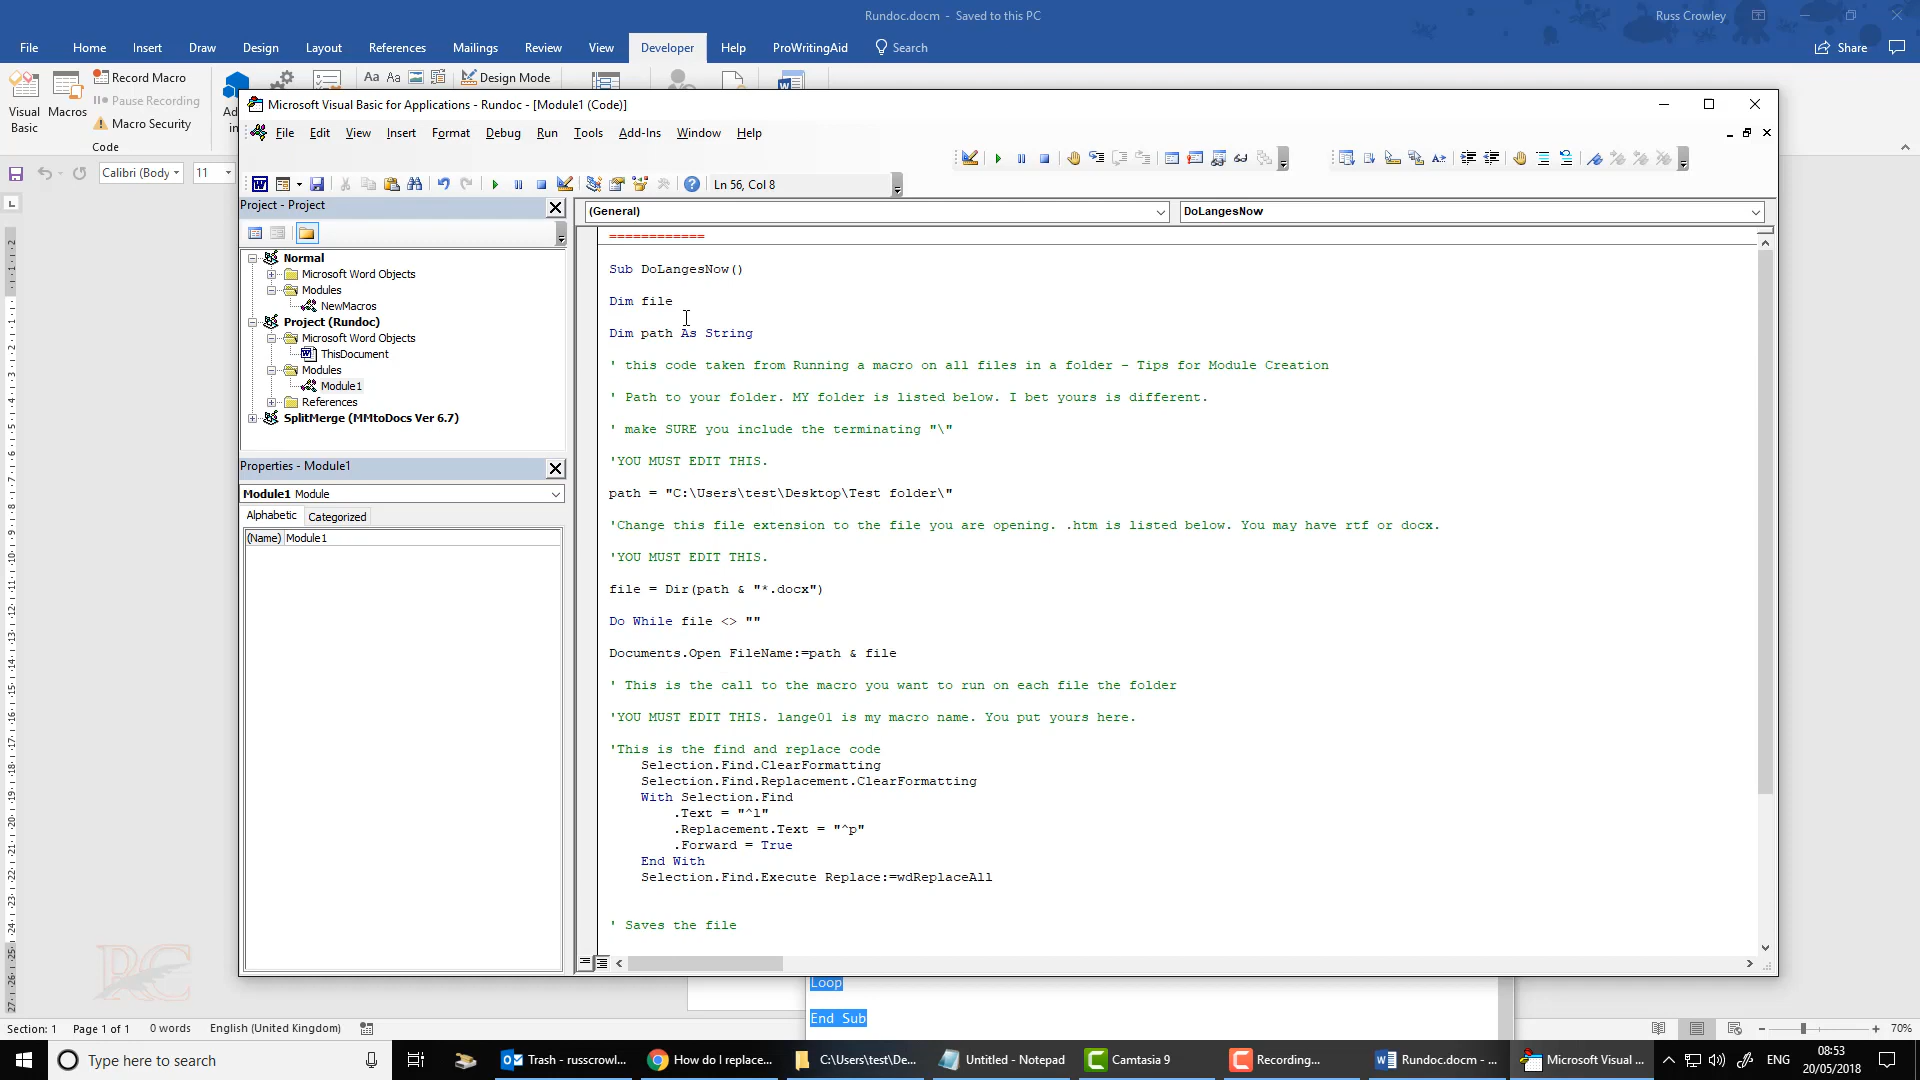 Rundoc.docm - Saved to this PC
Russ Crowley
File Home Insert Draw Design Layout References Mailings Review View Developer Help ProWritingAid Search
Share
Visual Basic
Macros
Record Macro
Pause Recording
Macro Security
Code
Design Mode
Calibri (Body
11
Microsoft Visual Basic for Applications - Rundoc - [Module1 (Code)]
File Edit View Insert Format Debug Run Tools Add-Ins Window Help
Ln 56, Col 8
Project - Project
Normal
Microsoft Word Objects
Modules
NewMacros
Project (Rundoc)
Microsoft Word Objects
ThisDocument
Modules
Module1
References
SplitMerge (MMtoDocs Ver 6.7)
Properties - Module1
Module1 Module
Alphabetic Categorized
(Name) Module1
(General)
DoLangesNow
============
Sub DoLangesNow()
Dim file
Dim path As String
' this code taken from Running a macro on all files in a folder - Tips for Module Creation
' Path to your folder. MY folder is listed below. I bet yours is different.
' make SURE you include the terminating "\"
'YOU MUST EDIT THIS.
path = "C:\Users\test\Desktop\Test folder\"
'Change this file extension to the file you are opening. .htm is listed below. You may have rtf or docx.
'YOU MUST EDIT THIS.
file = Dir(path & "*.docx")
Do While file <> ""
Documents.Open FileName:=path & file
' This is the call to the macro you want to run on each file the folder
'YOU MUST EDIT THIS. lange01 is my macro name. You put yours here.
'This is the find and replace code
Selection.Find.ClearFormatting
Selection.Find.Replacement.ClearFormatting
With Selection.Find
.Text = "^l"
.Replacement.Text = "^p"
.Forward = True
End With
Selection.Find.Execute Replace:=wdReplaceAll
' Saves the file
Loop
End Sub
RC
Section: 1 Page 1 of 1 0 words English (United Kingdom)
70%
Type here to search
Trash - russcrowl...
How do I replace...
C:\Users\test\De...
Untitled - Notepad
Camtasia 9
Recording...
Rundoc.docm - ...
Microsoft Visual ...
ENG
08:53
20/05/2018